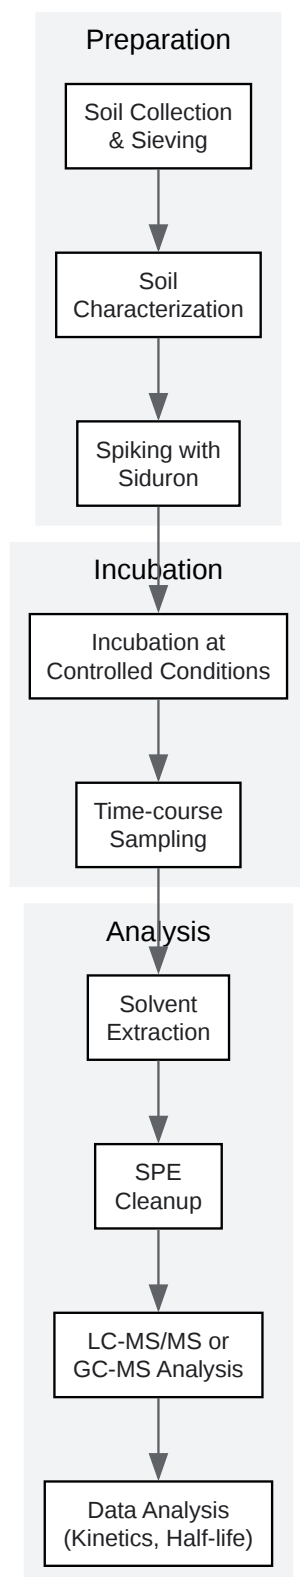 Preparation
Soil Collection
& Sieving
Soil
Characterization
Spiking with
Siduron
Incubation
Incubation at
Controlled Conditions
Time-course
Sampling
Analysis
Solvent
Extraction
SPE
Cleanup
LC-MS/MS or
GC-MS Analysis
Data Analysis
(Kinetics, Half-life)